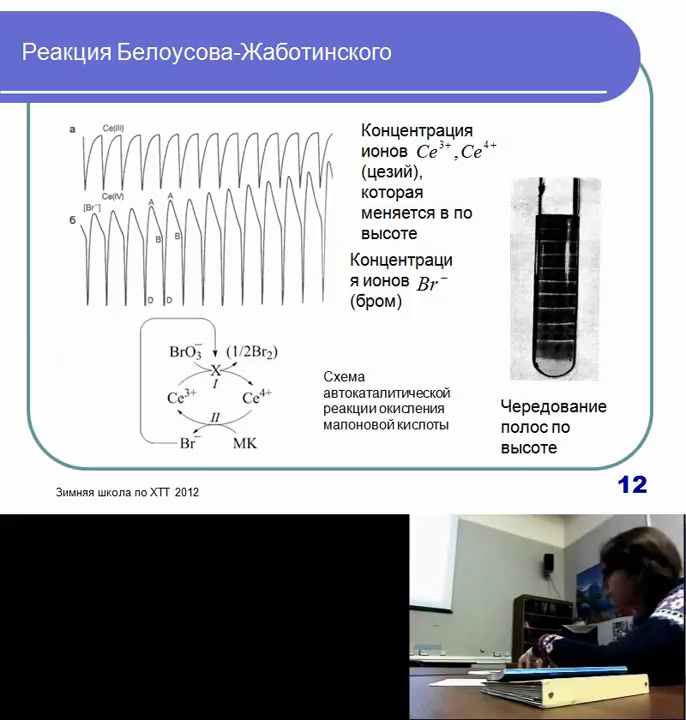 Реакция Белоусова-Жаботинского
а
Ce(III)
Ce(IV)
[Br⁻]
б
A
A
B
B
D
D
Концентрация
ионов Ce³⁺, Ce⁴⁺
(цезий),
которая
меняется в по
высоте
Концентраци
я ионов Br⁻
(бром)
BrO₃⁻ (1/2Br₂)
X
I
Ce³⁺ Ce⁴⁺
II
Br⁻ МК
Схема
автокаталитической
реакции окисления
малоновой кислоты
Чередование
полос по
высоте
Зимняя школа по ХТТ 2012
12